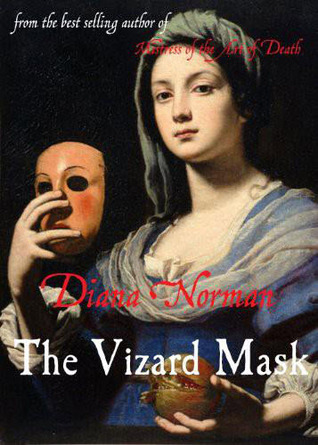 from the best selling author of
Mistress of the Art of Death
Diana Norman
The Vizard Mask